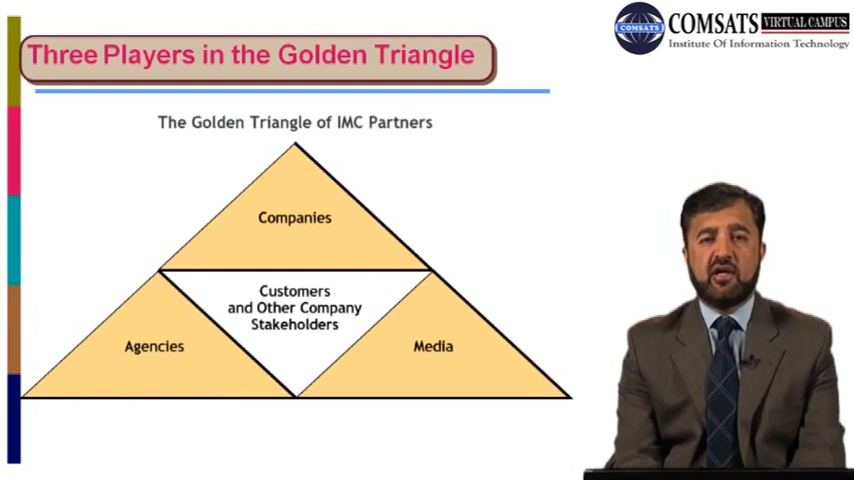 Three Players in the Golden Triangle
COMSATS
COMSATS VIRTUAL CAMPUS
Institute Of Information Technology
The Golden Triangle of IMC Partners
Companies
Customers
and Other Company
Stakeholders
Agencies
Media